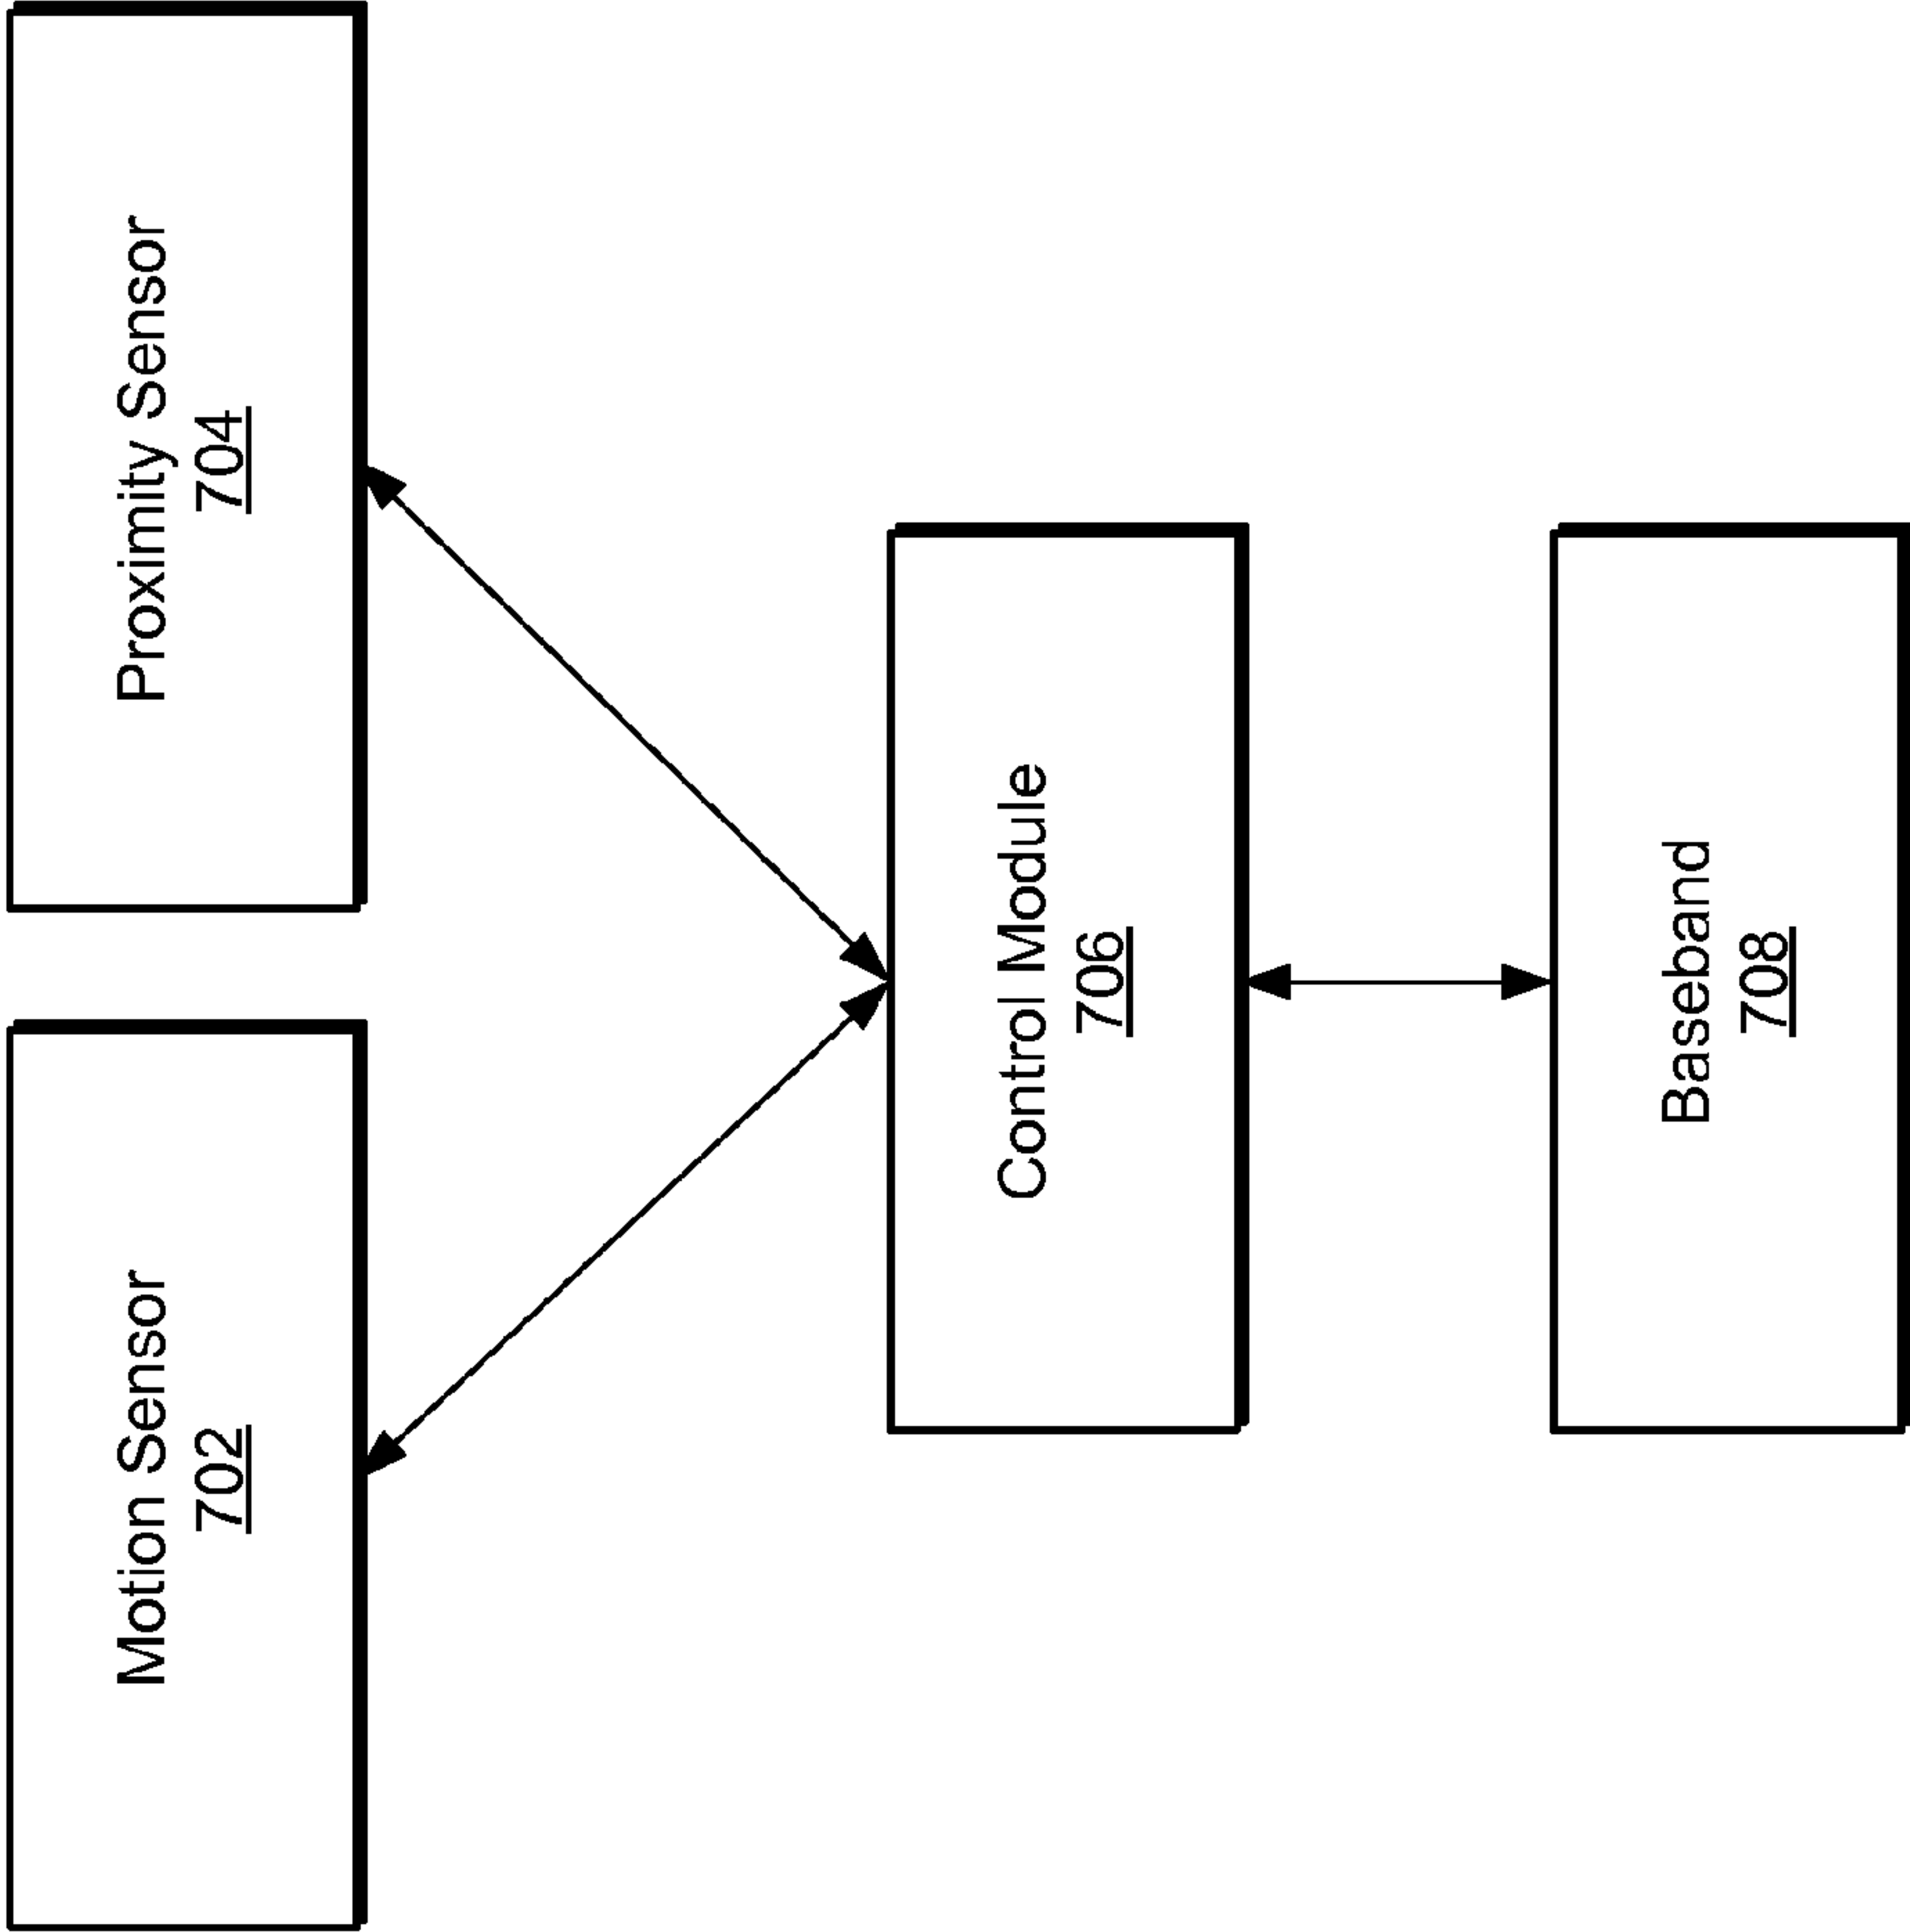 Motion Sensor
702
Proximity Sensor
704
Control Module
706
Baseband
708